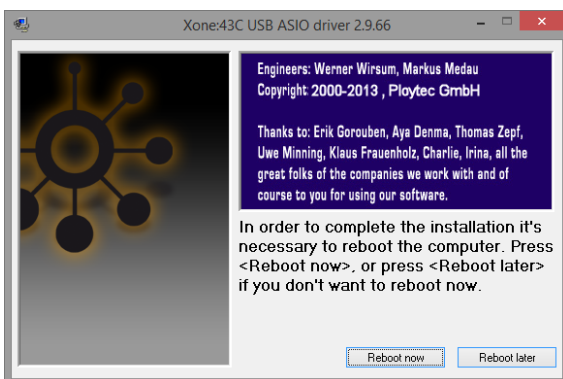 Xone:43C USB ASIO driver 2.9.66
Engineers: Werner Wirsum, Markus Medau
Copyright 2000-2013 , Ploytec GmbH
Thanks to: Erik Gorouben, Aya Denma, Thomas Zepf,
Uwe Minning, Klaus Frauenholz, Charlie, Irina, all the
great folks of the companies we work with and of
course to you for using our software.
In order to complete the installation it's
necessary to reboot the computer. Press
<Reboot now>, or press <Reboot later>
if you don't want to reboot now.
Reboot now
Reboot later